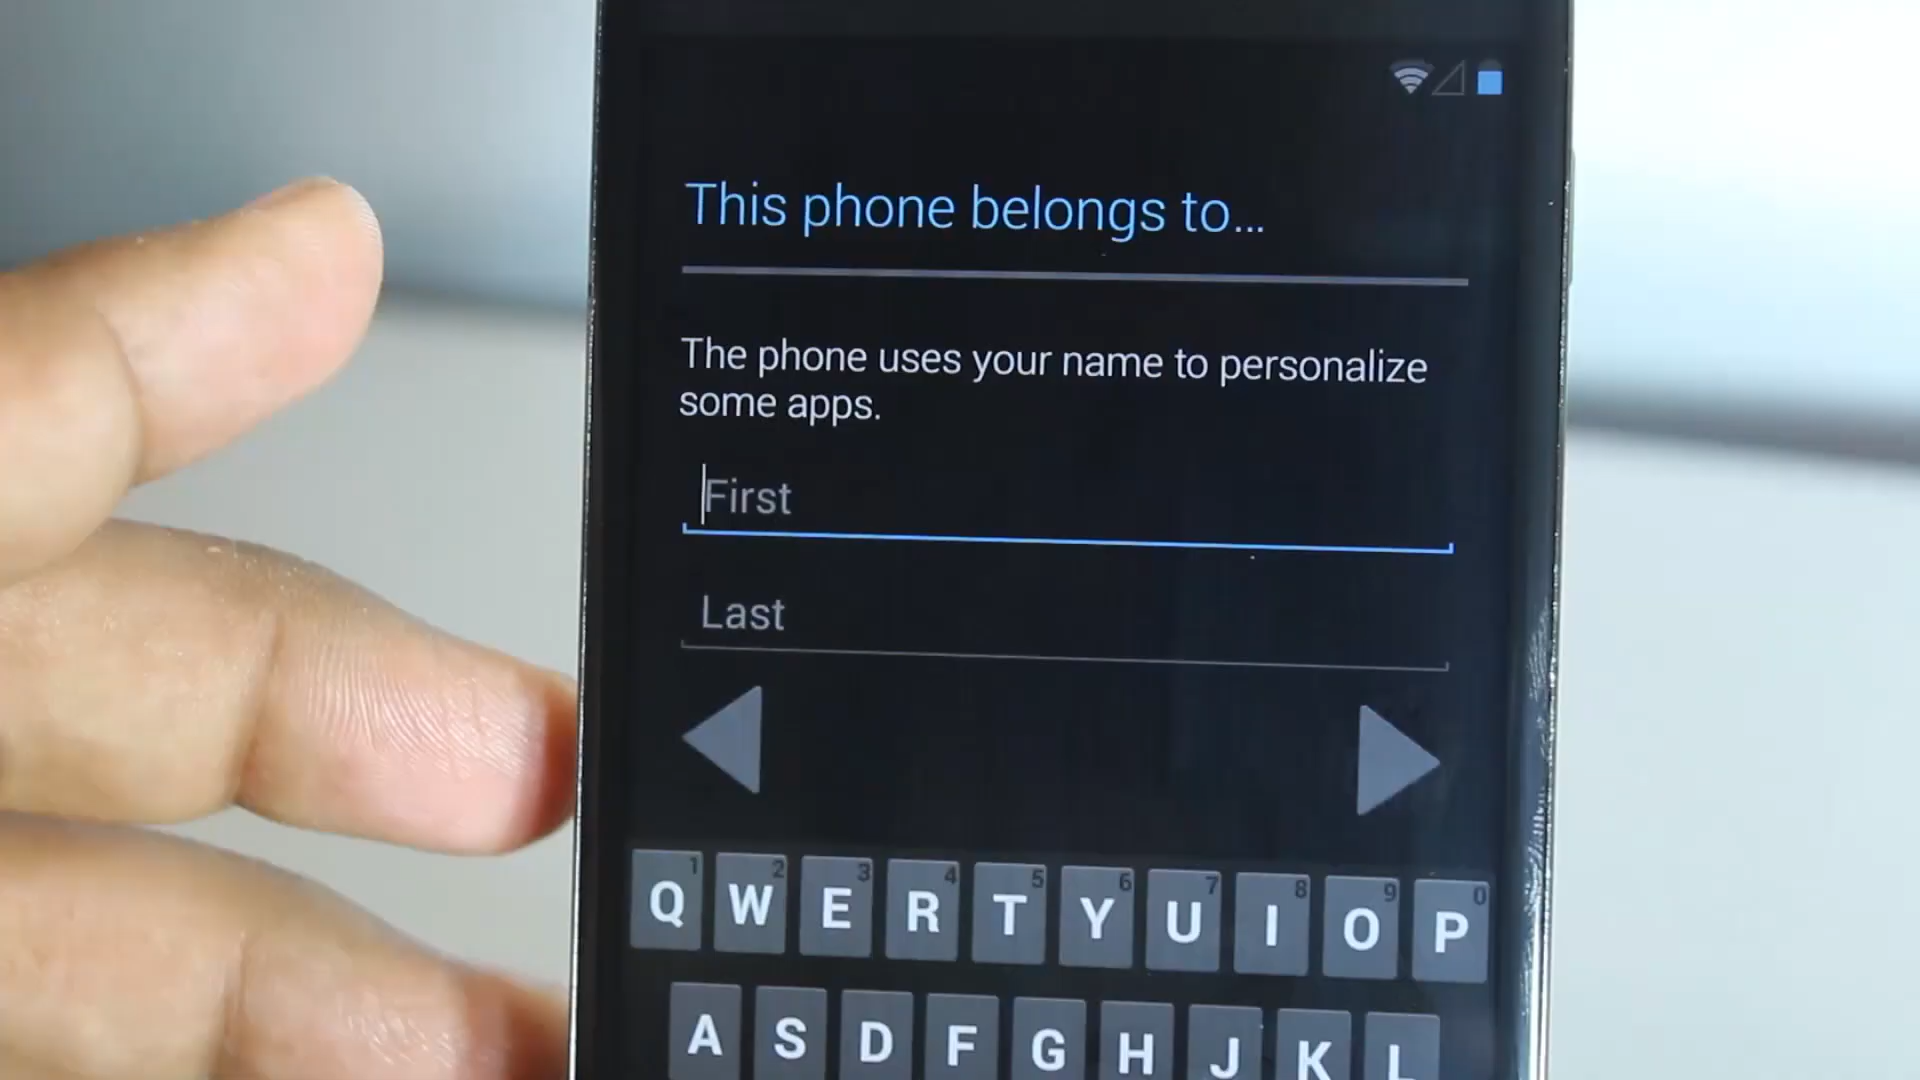 This phone belongs to...
The phone uses your name to personalize
some apps.
First
Last
1 2 3 4 5 6 7 8 9 0
Q W E R T Y U I O P
A S D F G H J K L